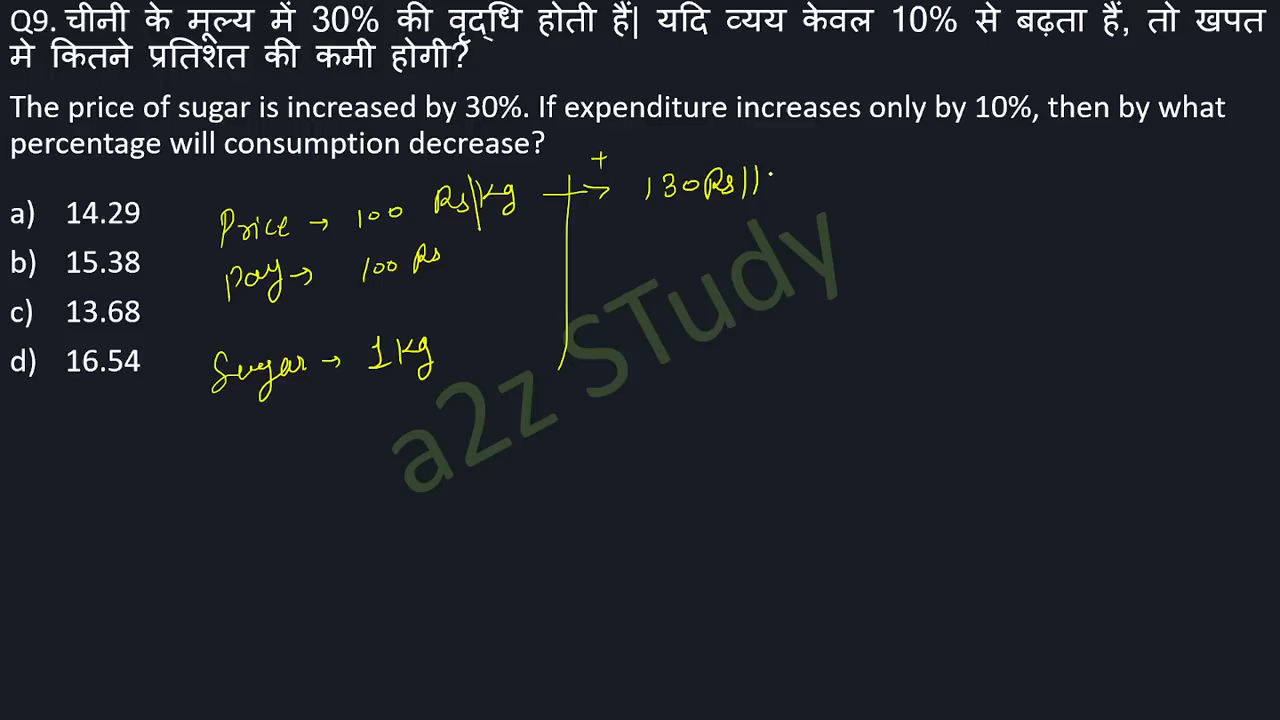 Q9. चीनी के मूल्य में 30% की वृद्धि होती हैं| यदि व्यय केवल 10% से बढ़ता हैं, तो खपत
मे कितने प्रतिशत की कमी होगी?
The price of sugar is increased by 30%. If expenditure increases only by 10%, then by what
percentage will consumption decrease?
a) 14.29
b) 15.38
c) 13.68
d) 16.54
Price → 100 Rs|Kg → 130Rs||
+
Pay → 100 Rs
Sugar → 1Kg
a2z STudy